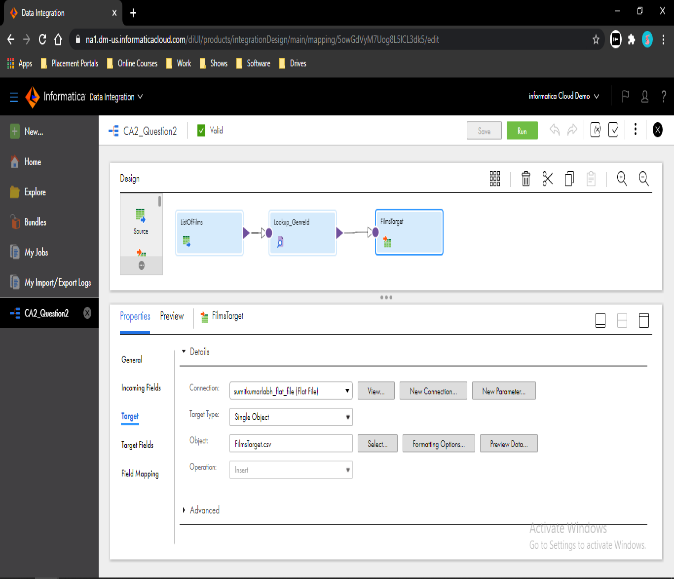 Data Integration x +
na1.dm-us.informaticacloud.com/diUI/products/integrationDesign/main/mapping/5owGdVyM7Uog8L5lCL3dk5/edit
Apps Placement Portals Online Courses Work Shows Software Drives
Informatica Data Integration informatica Cloud Demo ?
New...
Home
Explore
Bundles
My Jobs
My Import/Export Logs
CA2_Question2
CA2_Question2 Valid Save Run
Design
Source
ListOfFilms Lookup_GenreId FilmsTarget
Properties Preview FilmsTarget
General
Incoming Fields
Target
Target Fields
Field Mapping
Details
Connection: sumitkumarlabh_flat_file (Flat File) View... New Connection... New Parameter...
Target Type: Single Object
Object: FilmsTarget.csv Select... Formatting Options... Preview Data...
Operation: Insert
Advanced
Activate Windows
Go to Settings to activate Windows.